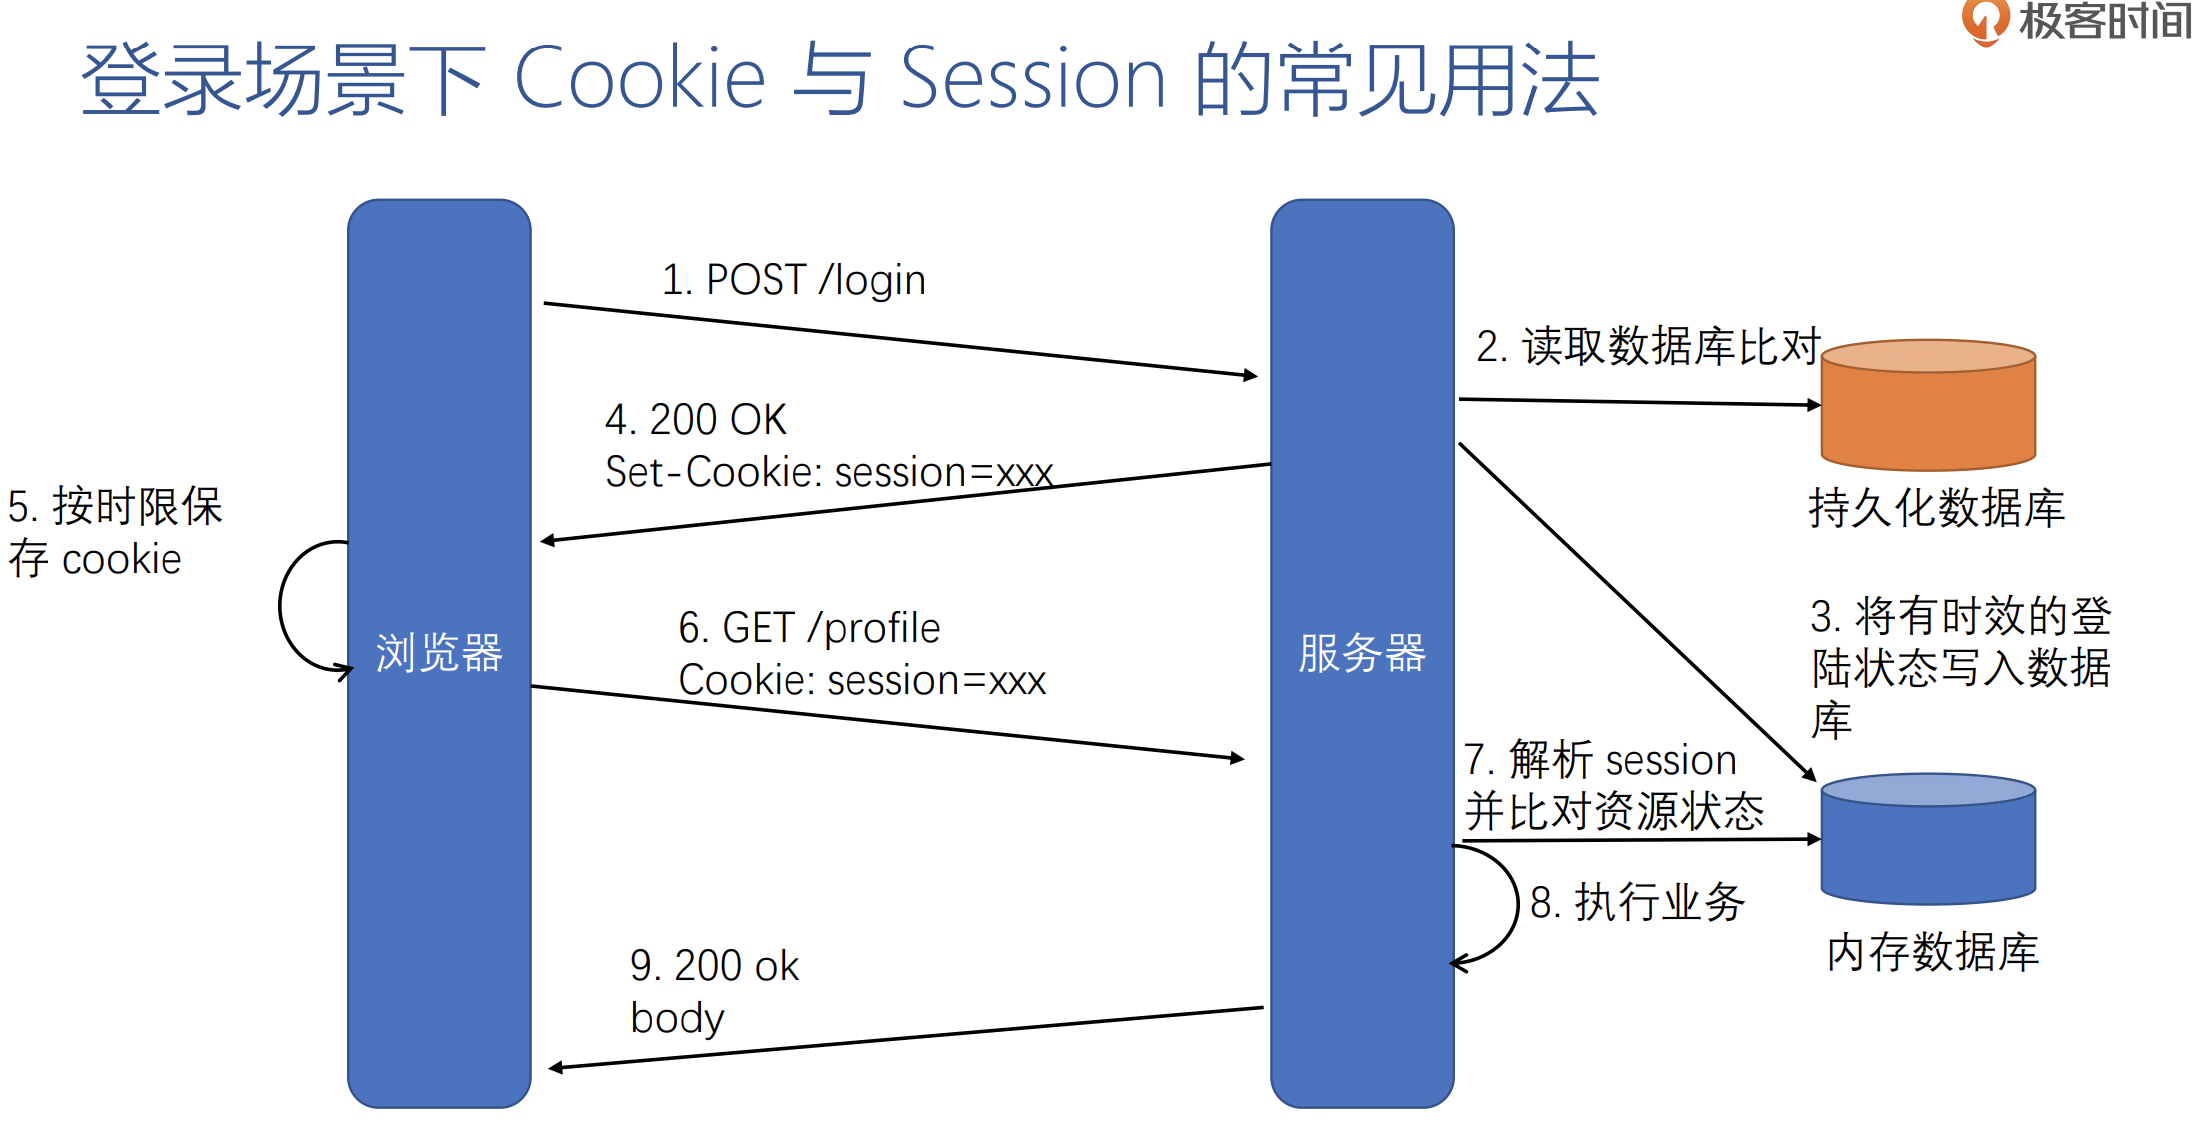 极客时间
登录场景下 Cookie 与 Session 的常见用法
1. POST /login
2. 读取数据库比对
持久化数据库
3. 将有时效的登
陆状态写入数据
库
4. 200 OK
Set-Cookie: session=xxx
5. 按时限保
存 cookie
浏览器
服务器
6. GET /profile
Cookie: session=xxx
7. 解析 session
并比对资源状态
8. 执行业务
内存数据库
9. 200 ok
body